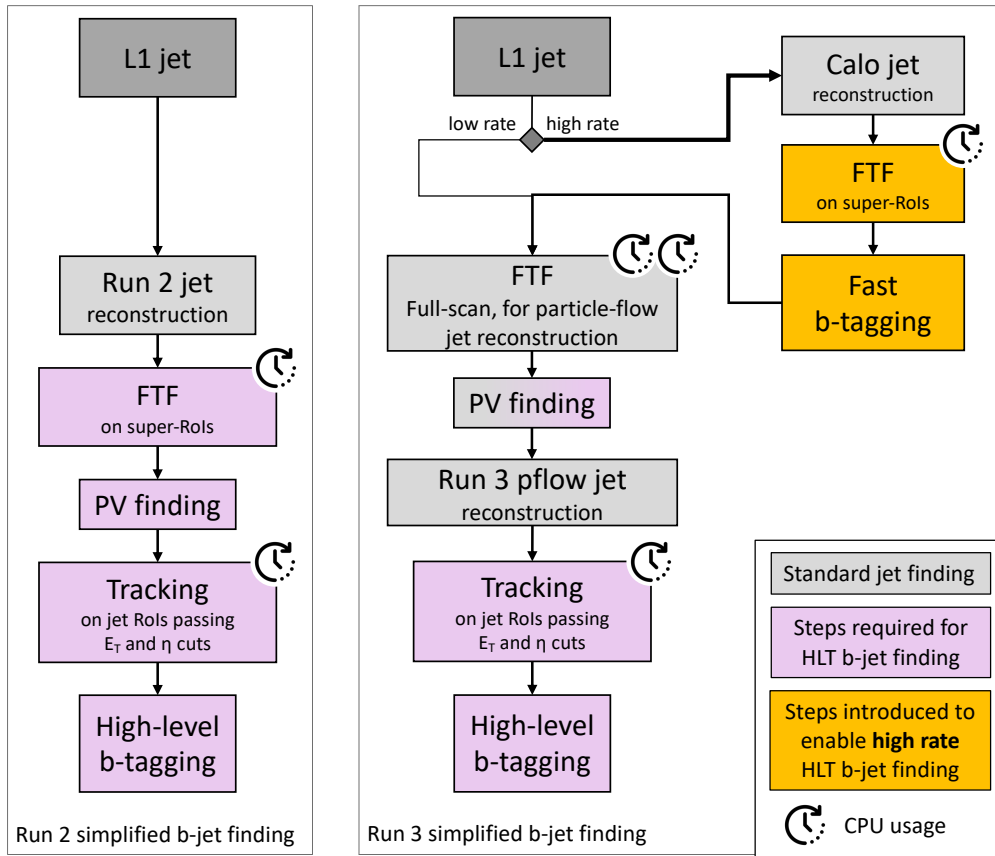 L1 jet
Run 2 jet
reconstruction
FTF
on super-RoIs
PV finding
Tracking
on jet RoIs passing
E_T and η cuts
High-level
b-tagging
Run 2 simplified b-jet finding
L1 jet
low rate
high rate
Calo jet
reconstruction
FTF
on super-RoIs
Fast
b-tagging
FTF
Full-scan, for particle-flow
jet reconstruction
PV finding
Run 3 pflow jet
reconstruction
Tracking
on jet RoIs passing
E_T and η cuts
High-level
b-tagging
Run 3 simplified b-jet finding
Standard jet finding
Steps required for
HLT b-jet finding
Steps introduced to
enable high rate
HLT b-jet finding
CPU usage